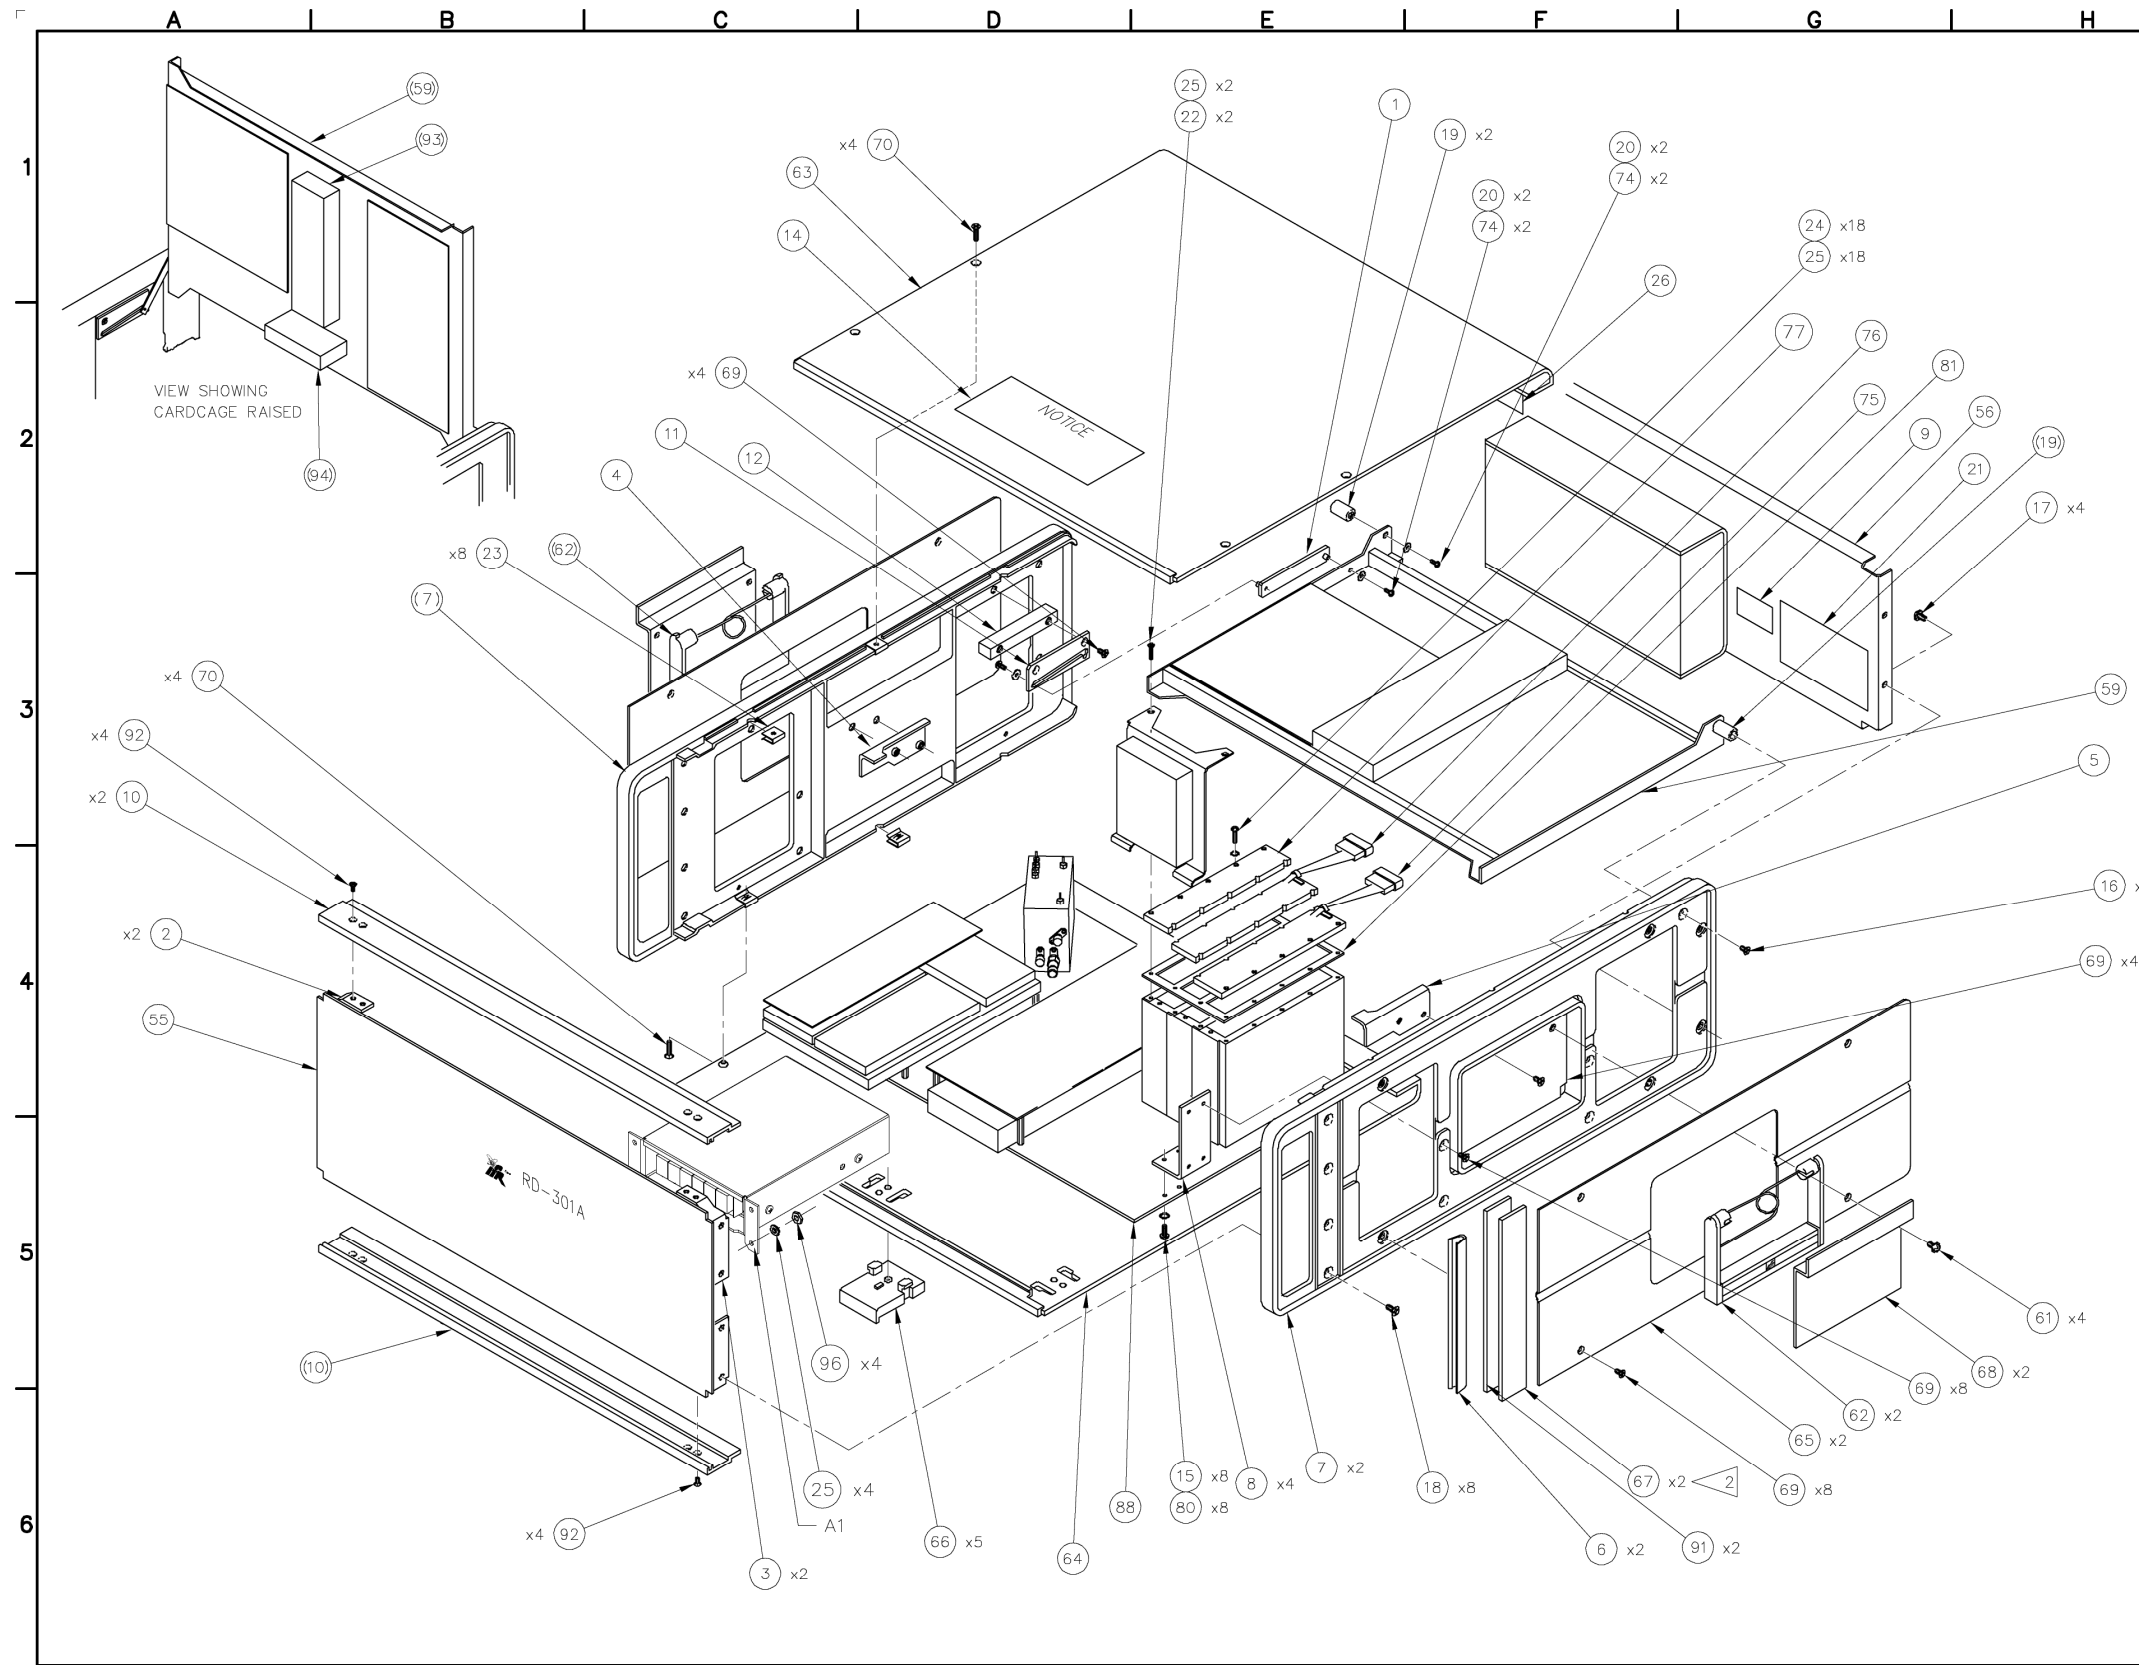 A B C D E F G H
(59)
(93)
25 x2
22 x2
1
19 x2
x4 70
20 x2
74 x2
63
1
20 x2
74 x2
14
24 x18
25 x18
26
77
76
81
x4 69
75
56
VIEW SHOWING
CARDCAGE RAISED
NOTICE
2
11
9
(19)
12
(94)
4
21
17 x4
x8 23
(62)
(7)
x4 70
59
3
x4 92
5
x2 10
16 x
x2 2
69 x4
4
55
RD-301A
5
61 x4
(10)
96 x4
68 x2
69 x8
62 x2
65 x2
7 x2
15 x8
8 x4
67 x2 2
25 x4
18 x8
69 x8
88
80 x8
A1
6
x4 92
66 x5
6 x2
91 x2
64
3 x2